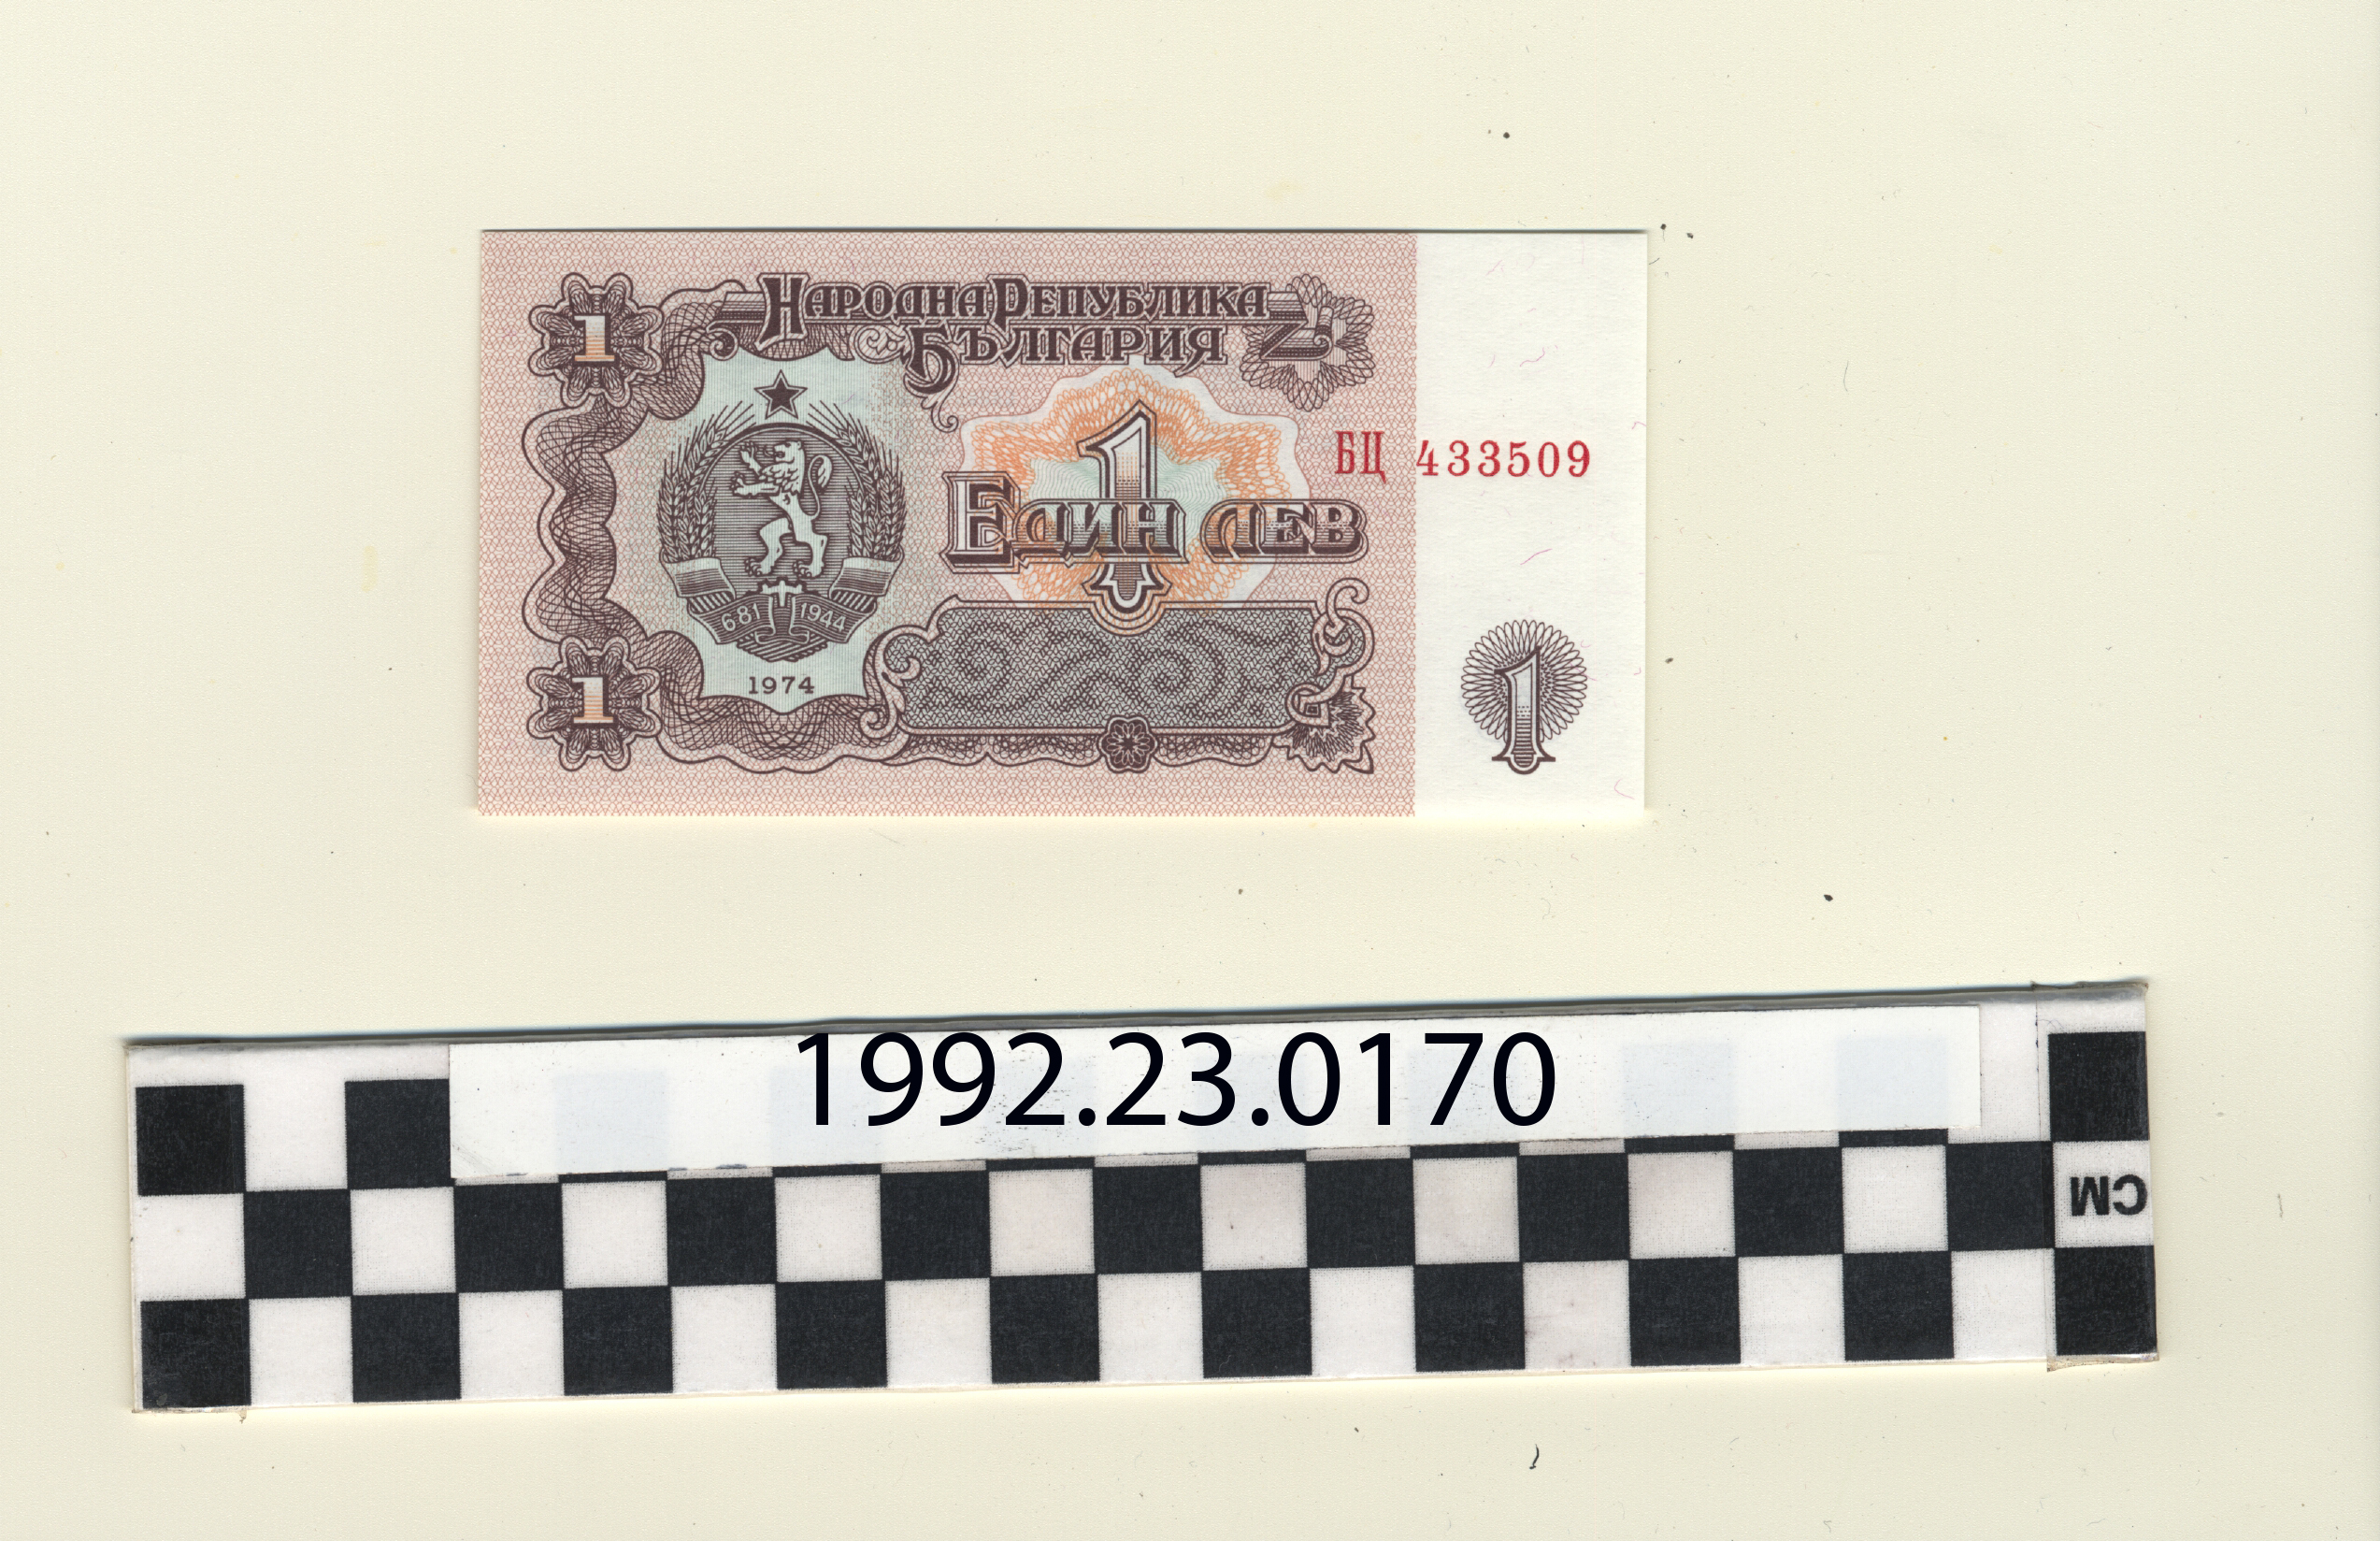 1
НАРОДНА РЕПУБЛИКА
БЪЛГАРИЯ
1
БЦ 433509
ЕДИН ЛЕВ
681 1944
1974
1
1
1992.23.0170
CM